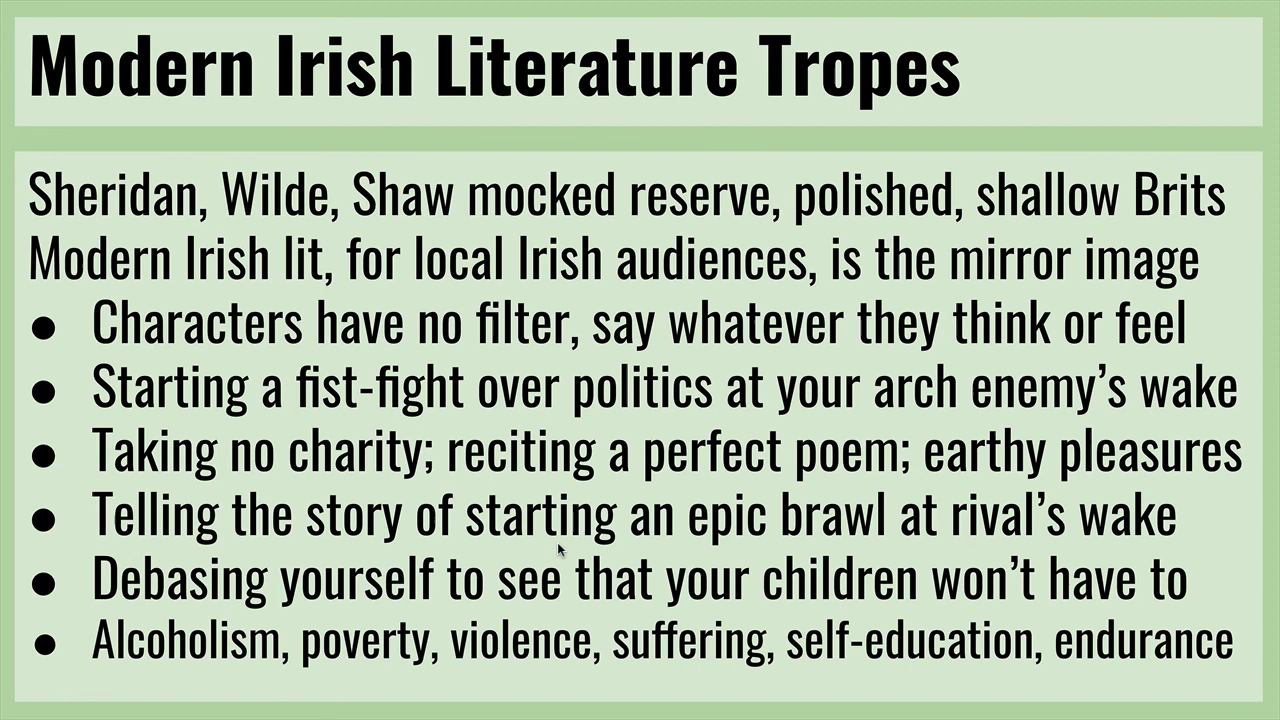 Modern Irish Literature Tropes
Sheridan, Wilde, Shaw mocked reserve, polished, shallow Brits
Modern Irish lit, for local Irish audiences, is the mirror image
● Characters have no filter, say whatever they think or feel
● Starting a fist-fight over politics at your arch enemy’s wake
● Taking no charity; reciting a perfect poem; earthy pleasures
● Telling the story of starting an epic brawl at rival’s wake
● Debasing yourself to see that your children won’t have to
● Alcoholism, poverty, violence, suffering, self-education, endurance